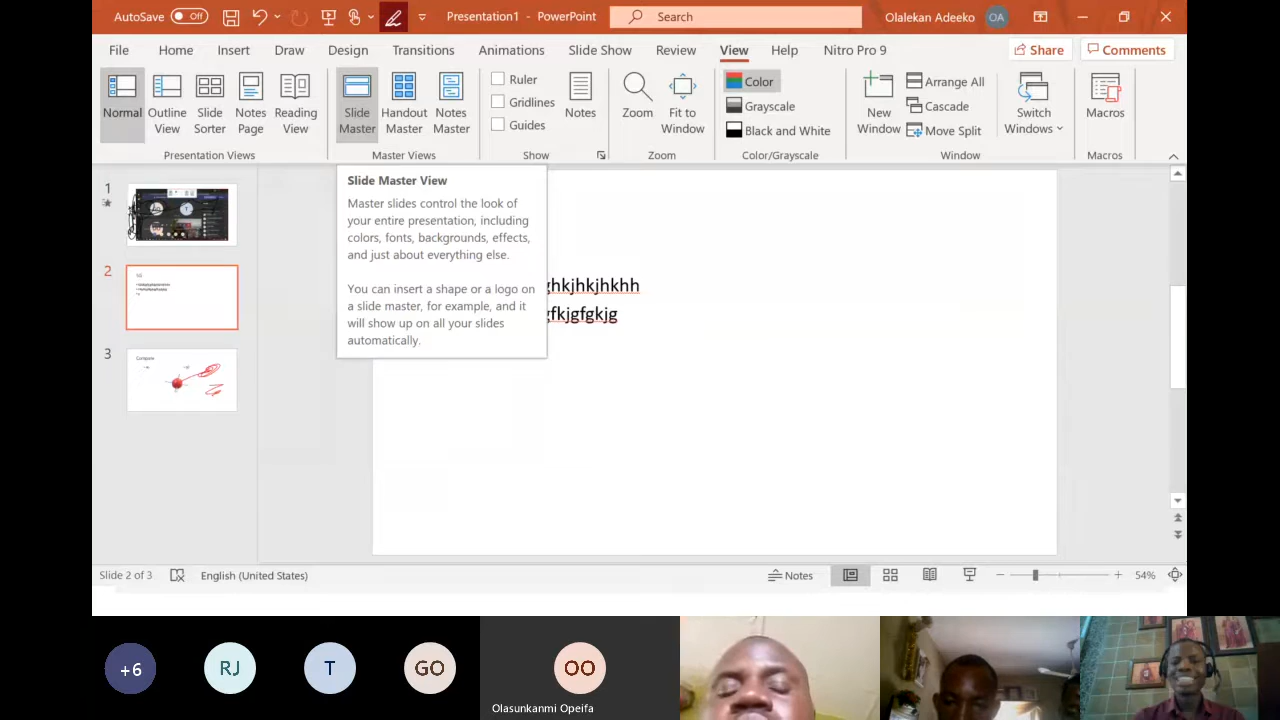 AutoSave Off Presentation1 - PowerPoint Search Olalekan Adeeko OA
File Home Insert Draw Design Transitions Animations Slide Show Review View Help Nitro Pro 9 Share Comments
Normal Outline View Slide Sorter Notes Page Reading View
Slide Master Handout Master Notes Master
Ruler
Gridlines
Guides
Notes
Zoom Fit to Window
Color
Grayscale
Black and White
New Window
Arrange All
Cascade
Move Split
Switch Windows
Macros
Presentation Views Master Views Show Zoom Color/Grayscale Window Macros
Slide Master View
Master slides control the look of
your entire presentation, including
colors, fonts, backgrounds, effects,
and just about everything else.
You can insert a shape or a logo on
a slide master, for example, and it
will show up on all your slides
automatically.
ghkjhkjhkhh
gfkjgfgkjg
1
2
3
Compare
Slide 2 of 3 English (United States) Notes 54%
+6 RJ T GO OO
Olasunkanmi Opeifa